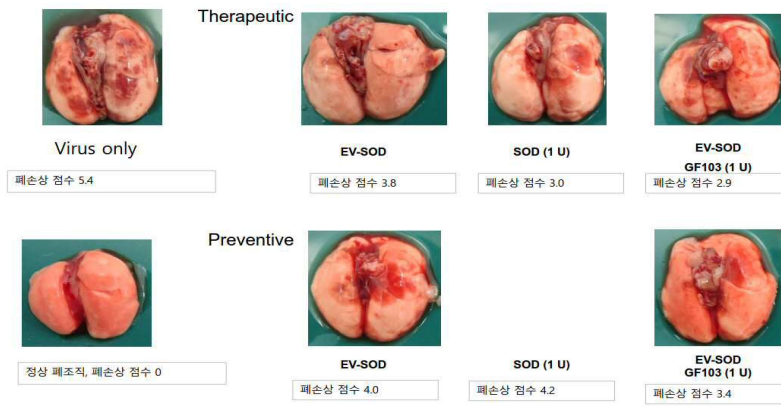 Therapeutic
Virus only
폐손상 점수 5.4
EV-SOD
폐손상 점수 3.8
SOD (1 U)
폐손상 점수 3.0
EV-SOD
GF103 (1 U)
폐손상 점수 2.9
Preventive
정상 폐조직, 폐손상 점수 0
EV-SOD
폐손상 점수 4.0
SOD (1 U)
폐손상 점수 4.2
EV-SOD
GF103 (1 U)
폐손상 점수 3.4